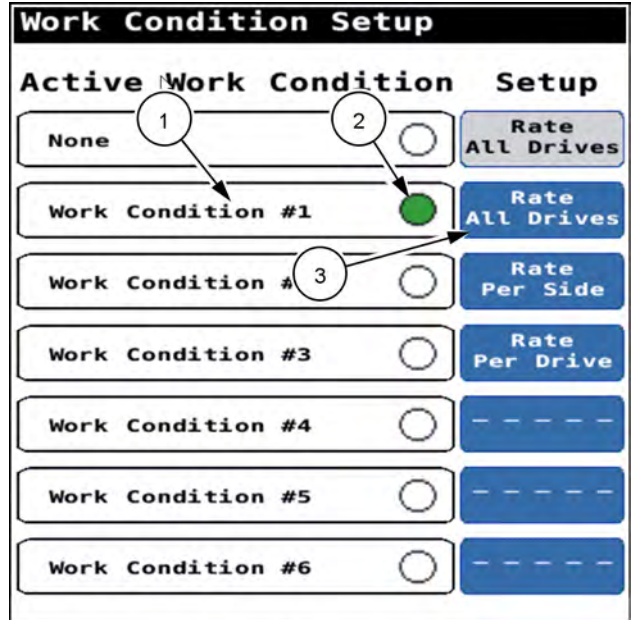 Work Condition Setup
Active Work Condition Setup
1
2
None
Rate
All Drives
Work Condition #1
Rate
All Drives
3
Work Condition #
Rate
Per Side
Work Condition #3
Rate
Per Drive
Work Condition #4
- - - - -
Work Condition #5
- - - - -
Work Condition #6
- - - - -